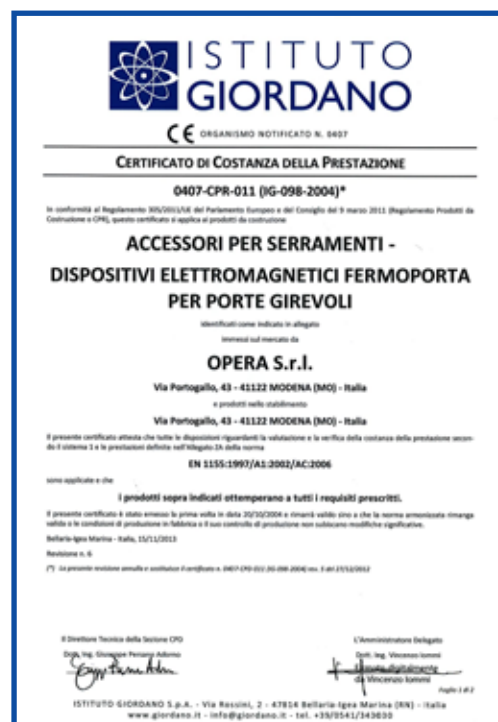 ISTITUTO
GIORDANO
CE ORGANISMO NOTIFICATO N. 0407
CERTIFICATO DI COSTANZA DELLA PRESTAZIONE
0407-CPR-011 (IG-098-2004)*
In conformità al Regolamento 305/2011/UE del Parlamento Europeo e del Consiglio del 9 marzo 2011 (Regolamento Prodotti da
Costruzione o CPR), questo certificato si applica ai prodotti da costruzione
ACCESSORI PER SERRAMENTI -
DISPOSITIVI ELETTROMAGNETICI FERMOPORTA
PER PORTE GIREVOLI
identificati come indicato in allegato
immessi sul mercato da
OPERA S.r.l.
Via Portogallo, 43 - 41122 MODENA (MO) - Italia
e prodotti nello stabilimento
Via Portogallo, 43 - 41122 MODENA (MO) - Italia
Il presente certificato attesta che tutte le disposizioni riguardanti la valutazione e la verifica della costanza della prestazione secon-
do il sistema 1 e le prestazioni definite nell'Allegato ZA della norma
EN 1155:1997/A1:2002/AC:2006
sono applicate e che
i prodotti sopra indicati ottemperano a tutti i requisiti prescritti.
Il presente certificato è stato emesso la prima volta in data 20/10/2004 e rimarrà valido sino a che la norma armonizzata rimanga
valida o le condizioni di produzione in fabbrica o il suo controllo di produzione non subiscano modifiche significative.
Bellaria-Igea Marina - Italia, 15/11/2013
Revisione n. 6
(*) La presente revisione annulla e sostituisce il certificato n. 0407-CPD-011 (IG-098-2004) rev. 5 del 27/12/2012
Il Direttore Tecnico della Sezione CPD
Dott. Ing. Giuseppe Persano Adorno
L'Amministratore Delegato
Dott. Ing. Vincenzo Iommi
Firmato digitalmente
da Vincenzo Iommi
Foglio 1 di 2
ISTITUTO GIORDANO S.p.A. - Via Rossini, 2 - 47814 Bellaria-Igea Marina (RN) - Italia
www.giordano.it - info@giordano.it - tel. +39/0541/343030